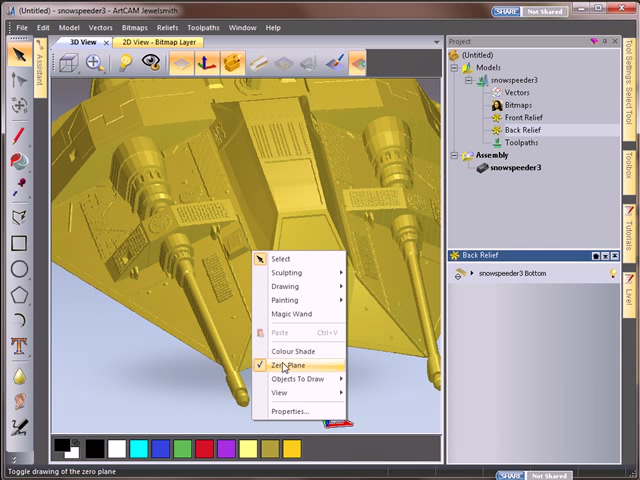 (Untitled) - snowspeeder3 - ArtCAM Jewelsmith
SHARE Not Shared
File Edit Model Vectors Bitmaps Reliefs Toolpaths Window Help
Assistant
3D View
2D View - Bitmap Layer
Project
(Untitled)
Models
snowspeeder3
Vectors
Bitmaps
Front Relief
Back Relief
Toolpaths
Assembly
snowspeeder3
Tool Settings: Select Tool
Toolbox
Tutorials
Live!
Back Relief
snowspeeder3 Bottom
Select
Sculpting
Drawing
Painting
Magic Wand
Paste Ctrl+V
Colour Shade
Zero Plane
Objects To Draw
View
Properties...
Toggle drawing of the zero plane
SHARE Not Shared